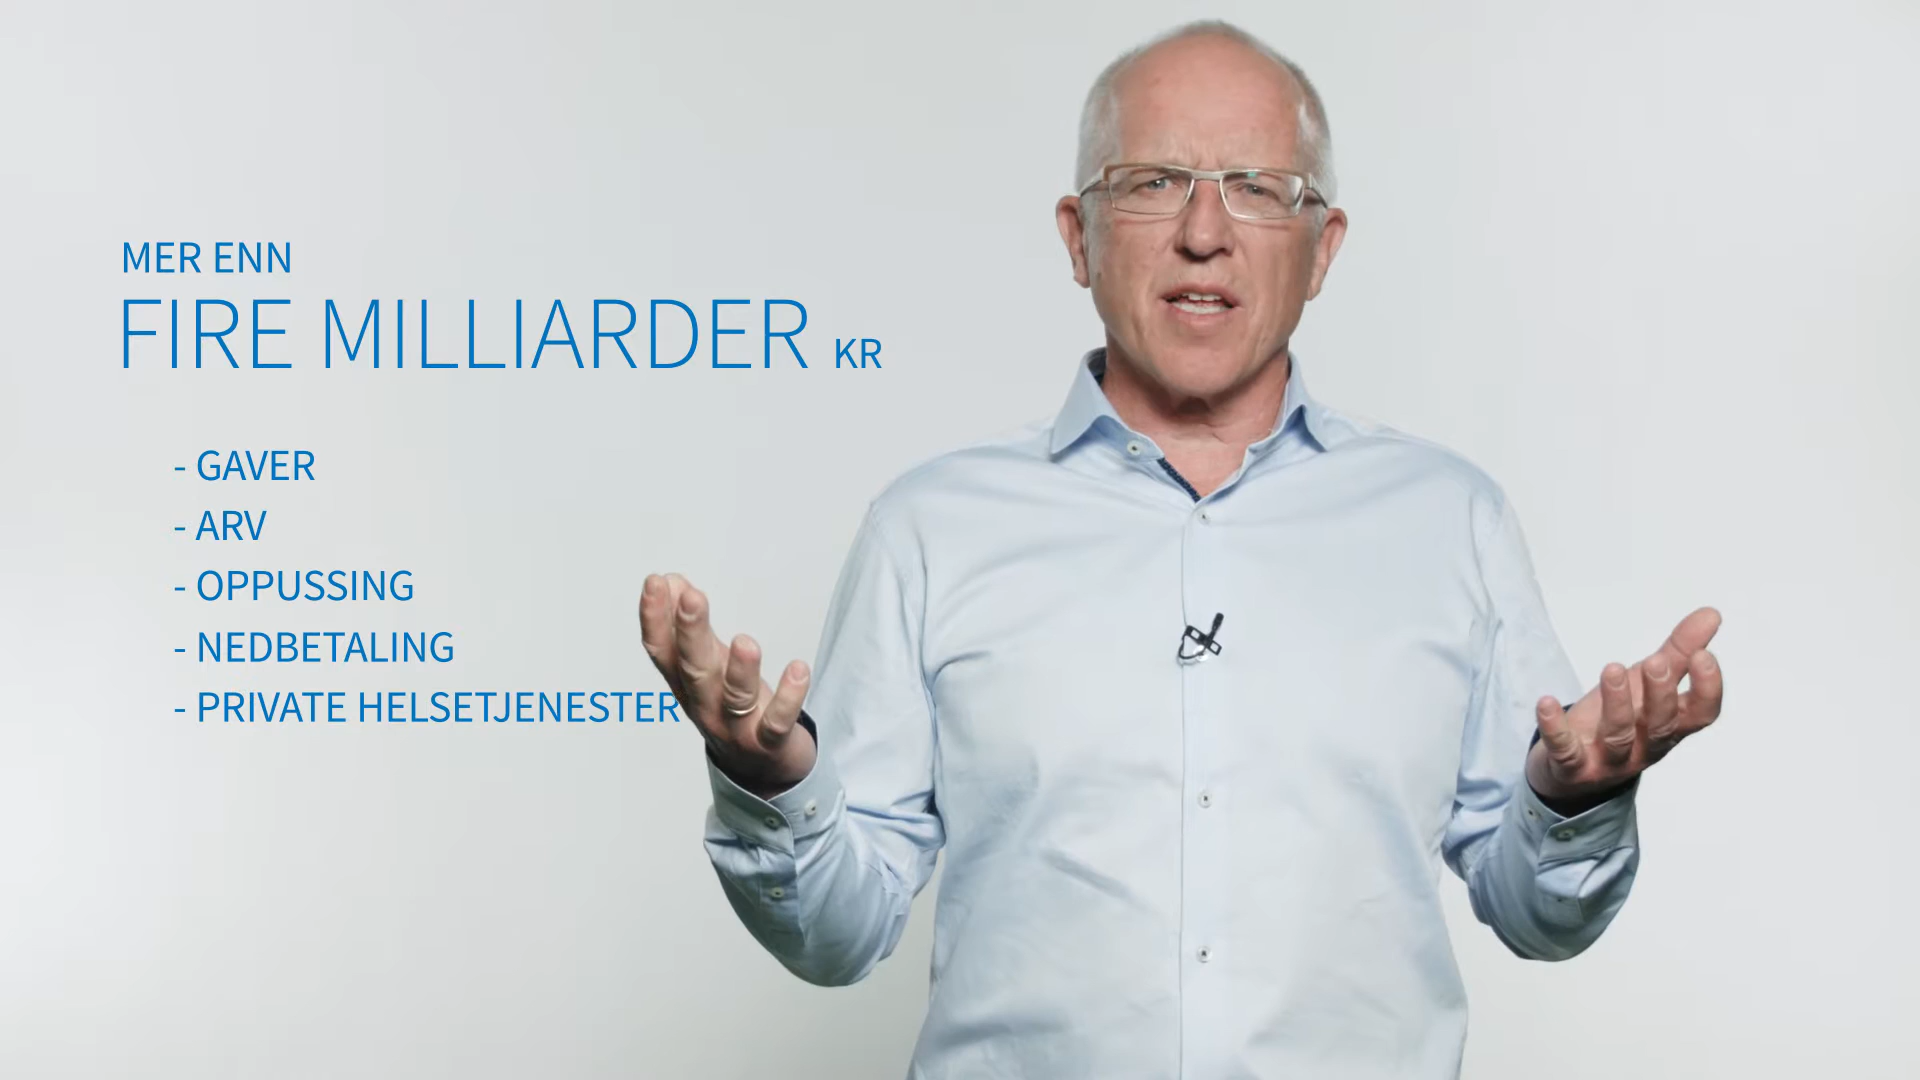 MER ENN
FIRE MILLIARDER KR
- GAVER
- ARV
- OPPUSSING
- NEDBETALING
- PRIVATE HELSETJENESTER